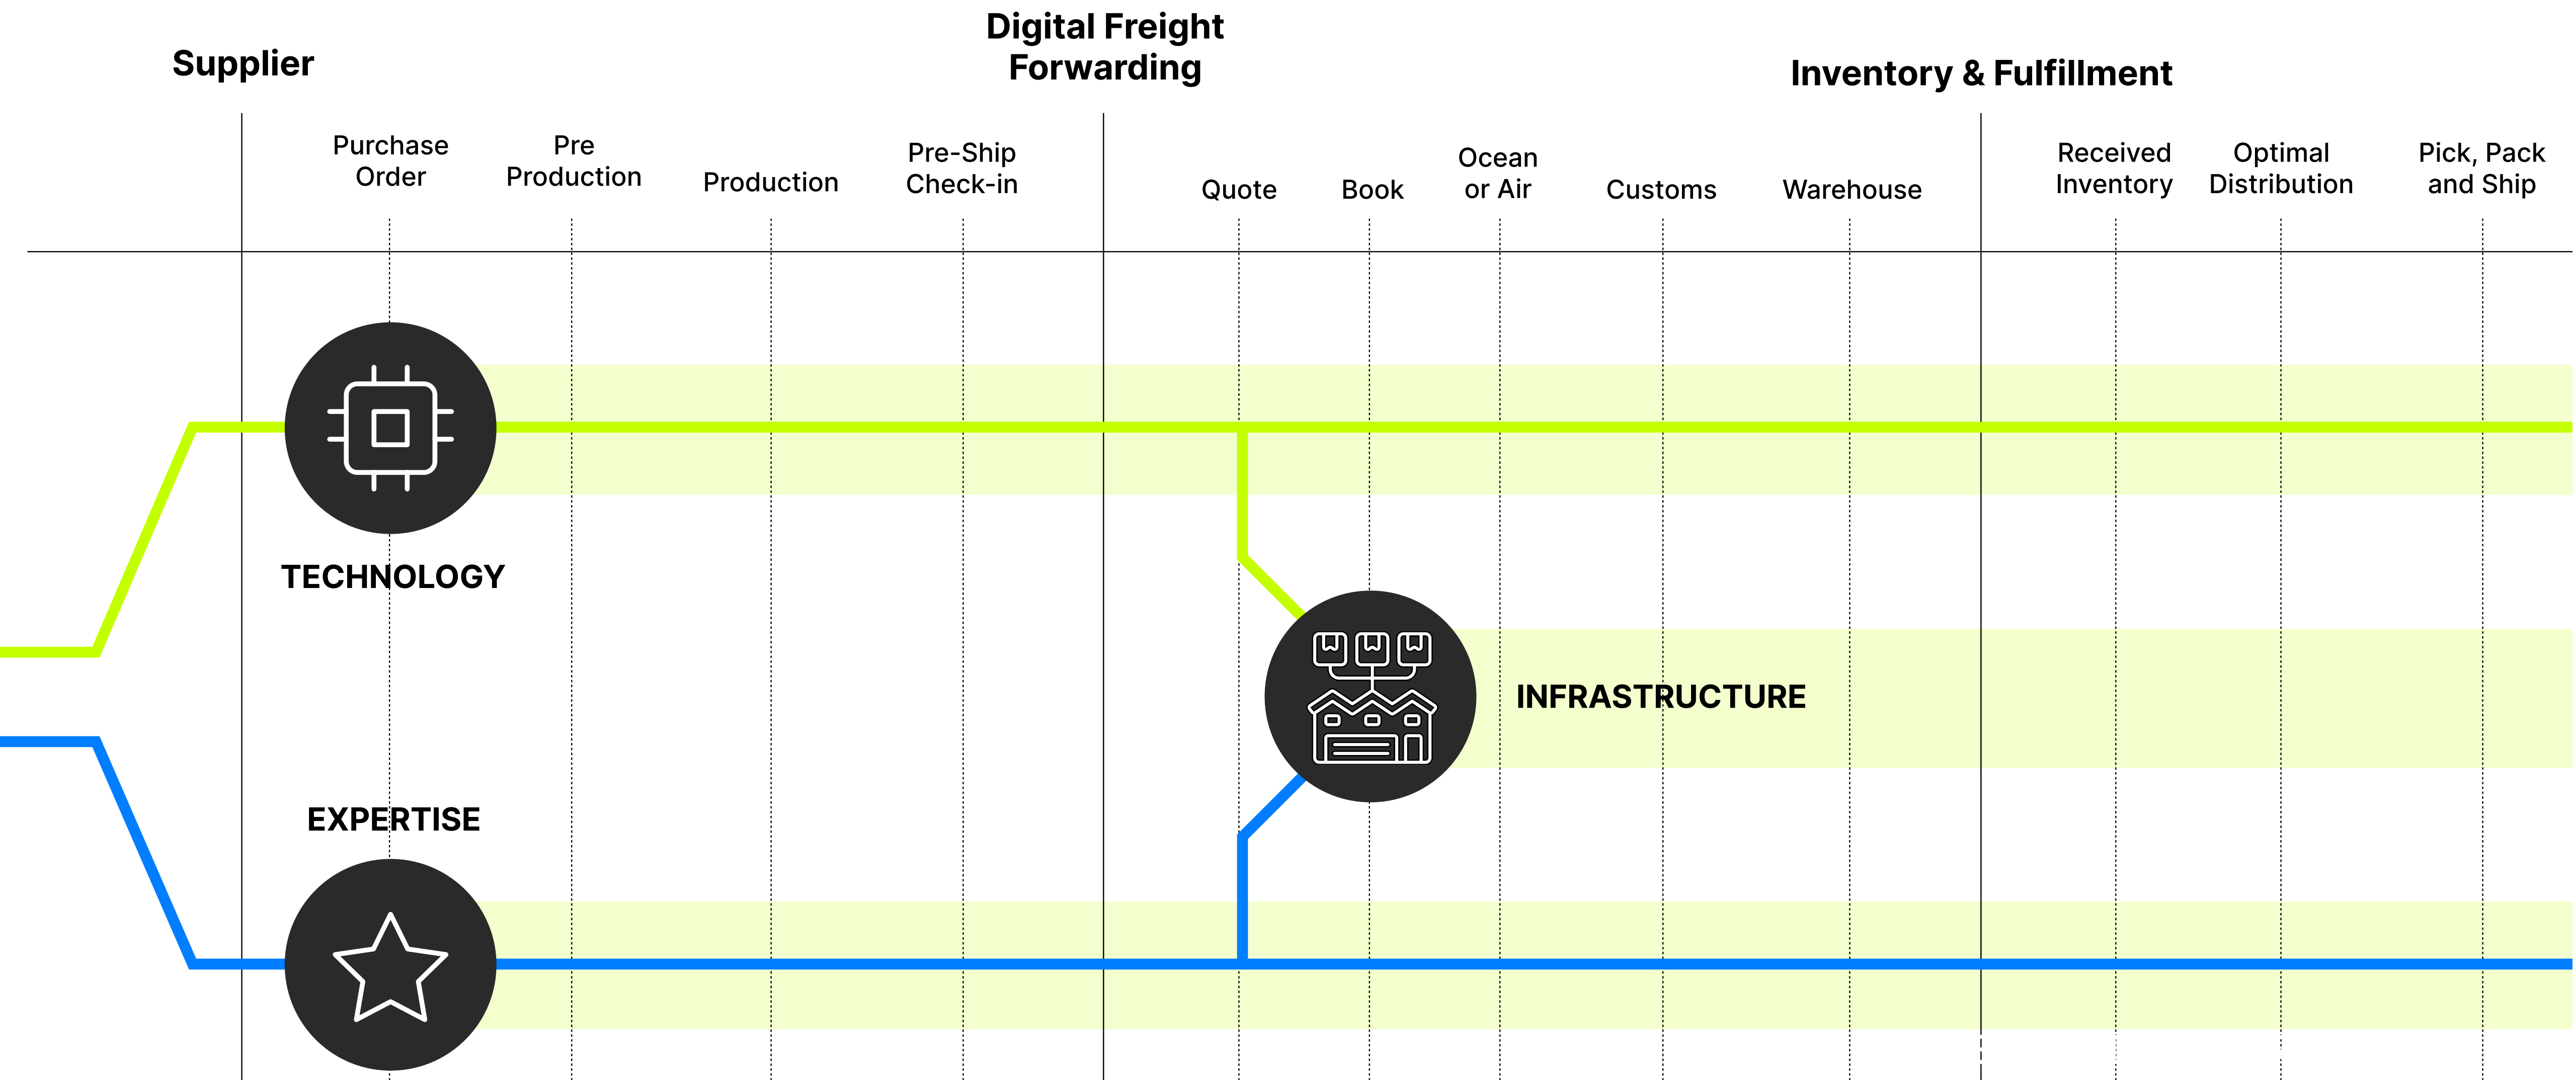 Supplier
Digital Freight
Forwarding
Inventory & Fulfillment
Purchase
Order
Pre
Production
Production
Pre-Ship
Check-in
Quote
Book
Ocean
or Air
Customs
Warehouse
Received
Inventory
Optimal
Distribution
Pick, Pack
and Ship
TECHNOLOGY
INFRASTRUCTURE
EXPERTISE